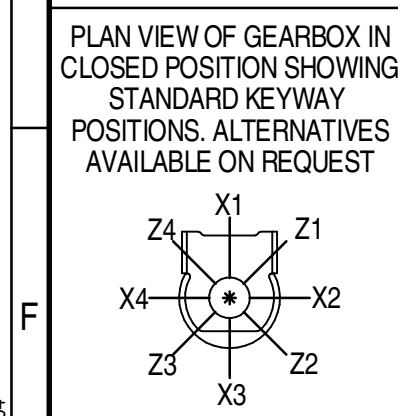 PLAN VIEW OF GEARBOX IN
CLOSED POSITION SHOWING
STANDARD KEYWAY
POSITIONS. ALTERNATIVES
AVAILABLE ON REQUEST
X1
Z4 Z1
X4 X2
F
Z3 Z2
X3